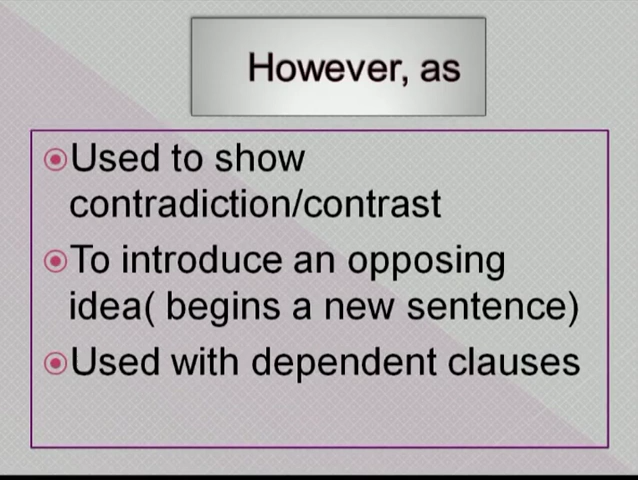 However, as
Used to show
contradiction/contrast
To introduce an opposing
idea( begins a new sentence)
Used with dependent clauses